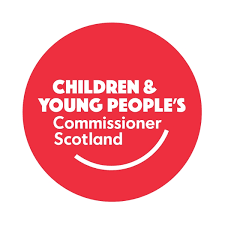 CHILDREN &
YOUNG PEOPLE'S
Commissioner
Scotland